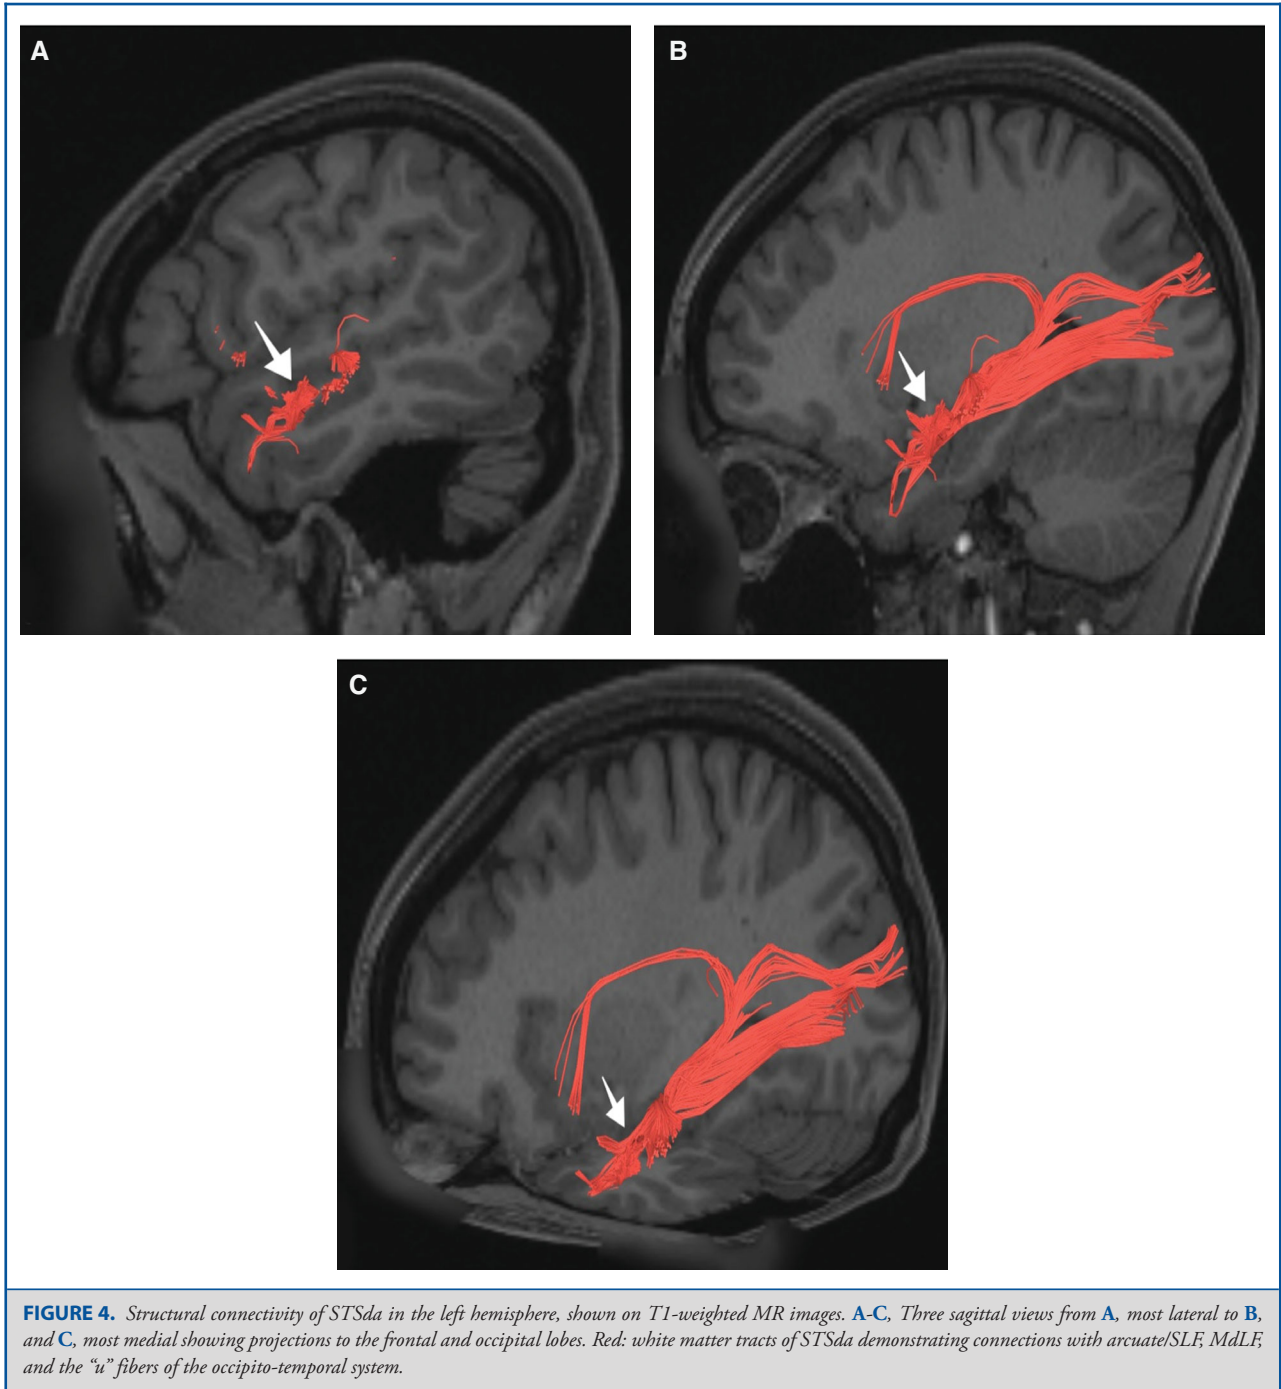 A
B
C
FIGURE 4. Structural connectivity of STSda in the left hemisphere, shown on T1-weighted MR images. A-C, Three sagittal views from A, most lateral to B,
and C, most medial showing projections to the frontal and occipital lobes. Red: white matter tracts of STSda demonstrating connections with arcuate/SLF, MdLF,
and the “u” fibers of the occipito-temporal system.